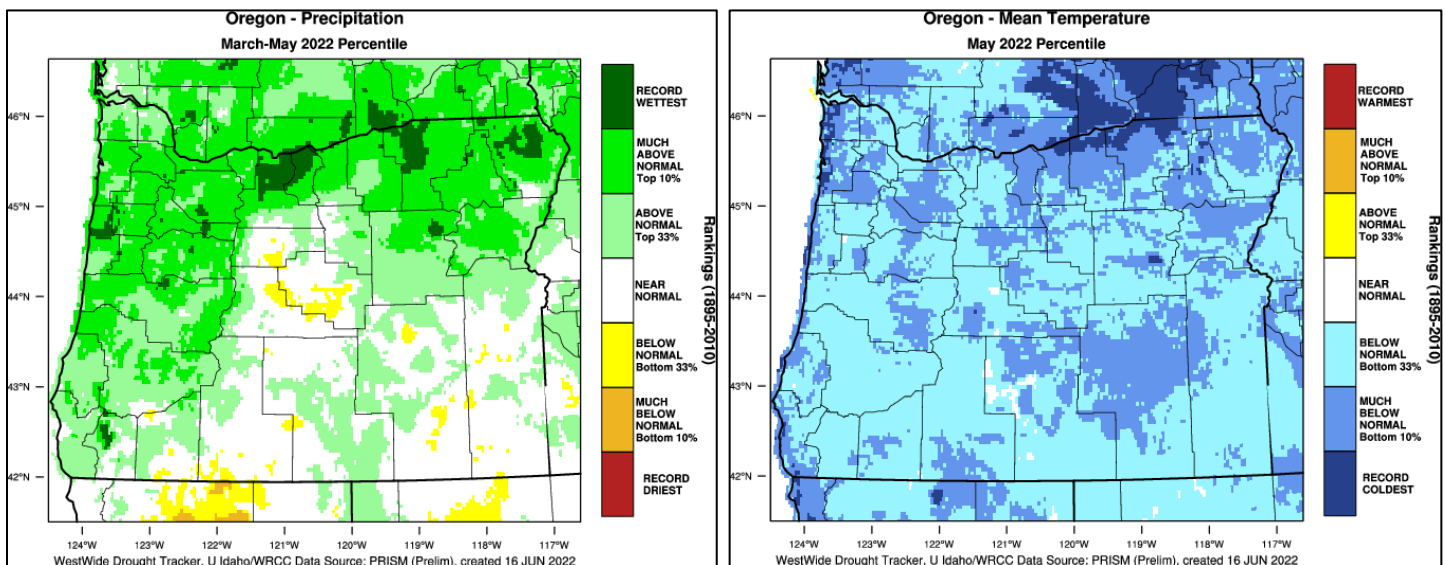 Oregon - Precipitation
March-May 2022 Percentile
46°N
45°N
44°N
43°N
42°N
124°W 123°W 122°W 121°W 120°W 119°W 118°W 117°W
RECORD
WETTEST
MUCH
ABOVE
NORMAL
Top 10%
ABOVE
NORMAL
Top 33%
NEAR
NORMAL
BELOW
NORMAL
Bottom 33%
MUCH
BELOW
NORMAL
Bottom 10%
RECORD
DRIEST
Rankings (1895-2010)
WestWide Drought Tracker, U Idaho/WRCC Data Source: PRISM (Prelim), created 16 JUN 2022
Oregon - Mean Temperature
May 2022 Percentile
46°N
45°N
44°N
43°N
42°N
124°W 123°W 122°W 121°W 120°W 119°W 118°W 117°W
RECORD
WARMEST
MUCH
ABOVE
NORMAL
Top 10%
ABOVE
NORMAL
Top 33%
NEAR
NORMAL
BELOW
NORMAL
Bottom 33%
MUCH
BELOW
NORMAL
Bottom 10%
RECORD
COLDEST
Rankings (1895-2010)
WestWide Drought Tracker, U Idaho/WRCC Data Source: PRISM (Prelim), created 16 JUN 2022